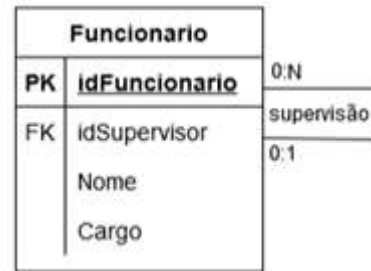 Funcionario
PK idFuncionario
0:N
supervisão
FK idSupervisor
0:1
Nome
Cargo